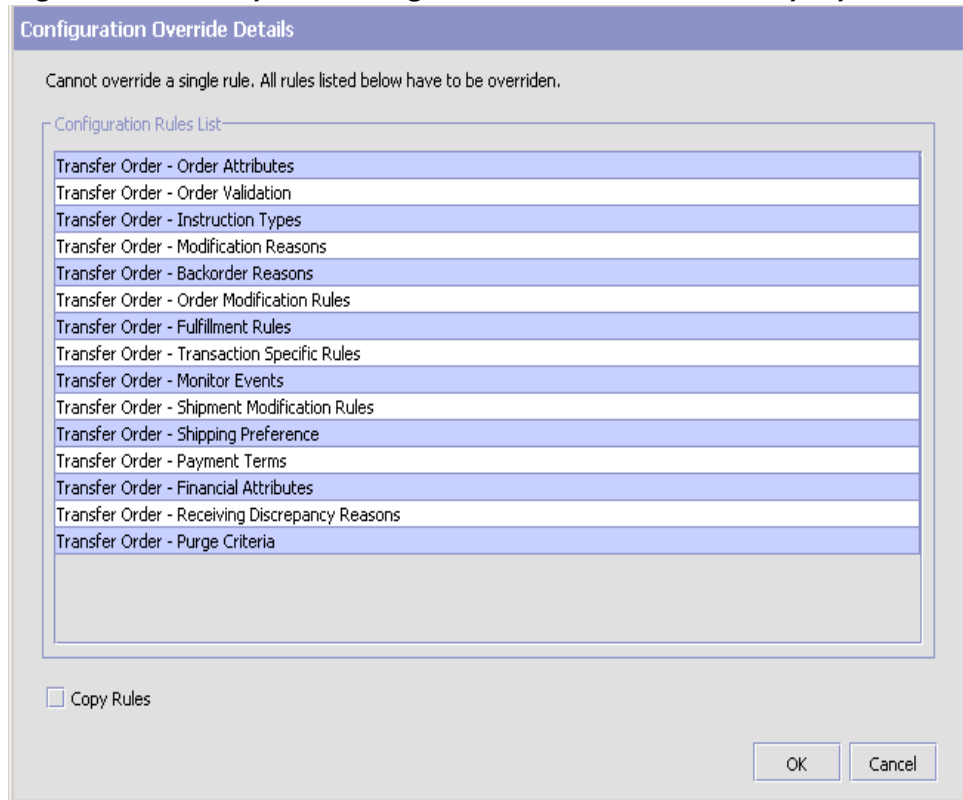 Configuration Override Details
Cannot override a single rule. All rules listed below have to be overriden.
Configuration Rules List
Transfer Order - Order Attributes
Transfer Order - Order Validation
Transfer Order - Instruction Types
Transfer Order - Modification Reasons
Transfer Order - Backorder Reasons
Transfer Order - Order Modification Rules
Transfer Order - Fulfillment Rules
Transfer Order - Transaction Specific Rules
Transfer Order - Monitor Events
Transfer Order - Shipment Modification Rules
Transfer Order - Shipping Preference
Transfer Order - Payment Terms
Transfer Order - Financial Attributes
Transfer Order - Receiving Discrepancy Reasons
Transfer Order - Purge Criteria
Copy Rules
OK Cancel